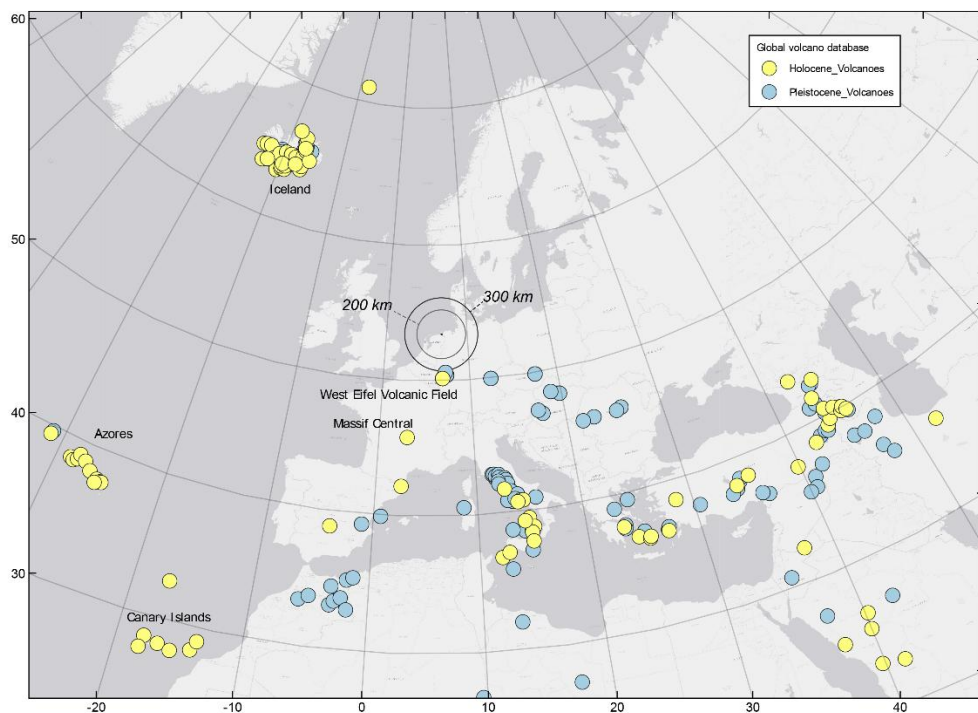 60
50
40
30
Global volcano database
Holocene_Volcanoes
Pleistocene_Volcanoes
Iceland
200 km
300 km
West Eifel Volcanic Field
Massif Central
Azores
Canary Islands
-20
-10
0
10
20
30
40